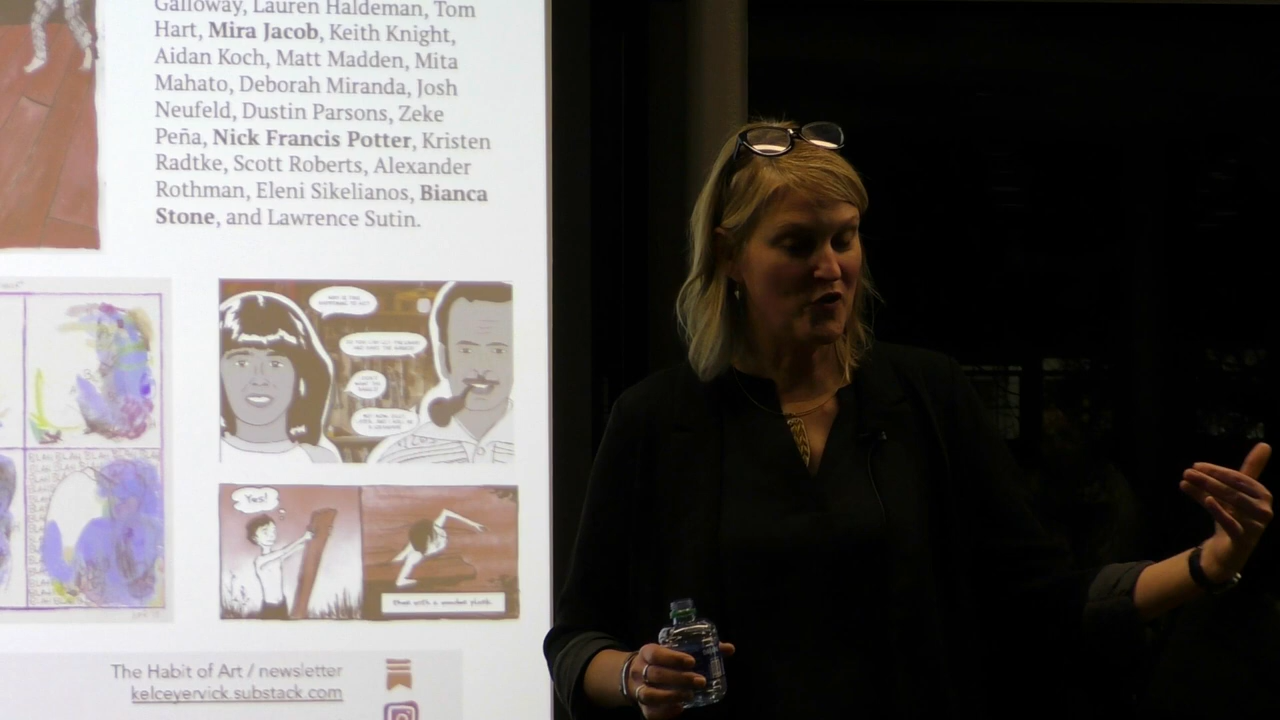 Galloway, Lauren Haldeman, Tom
Hart, Mira Jacob, Keith Knight,
Aidan Koch, Matt Madden, Mita
Mahato, Deborah Miranda, Josh
Neufeld, Dustin Parsons, Zeke
Peña, Nick Francis Potter, Kristen
Radtke, Scott Roberts, Alexander
Rothman, Eleni Sikelianos, Bianca
Stone, and Lawrence Sutin.
Yes!
The Habit of Art / newsletter
kelceyervick.substack.com